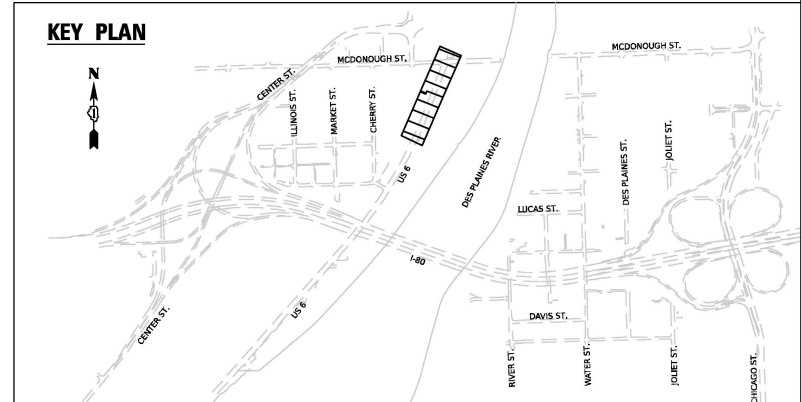 KEY PLAN
N
MCDONOUGH ST.
MCDONOUGH ST.
CENTER ST.
ILLINOIS ST.
MARKET ST.
CHERRY ST.
US 6
DES PLAINES RIVER
DES PLAINES ST.
JOLIET ST.
LUCAS ST.
I-80
US 6
CENTER ST.
DAVIS ST.
RIVER ST.
WATER ST.
JOLIET ST.
CHICAGO ST.